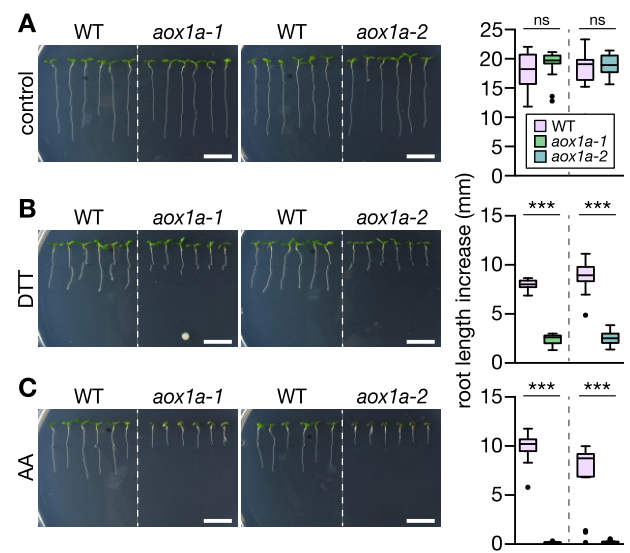 A
WT
aox1a-1
WT
aox1a-2
control
ns
ns
25
20
15
10
5
0
WT
aox1a-1
aox1a-2
root length increase (mm)
B
WT
aox1a-1
WT
aox1a-2
DTT
***
***
15
10
5
0
C
WT
aox1a-1
WT
aox1a-2
AA
***
***
15
10
5
0